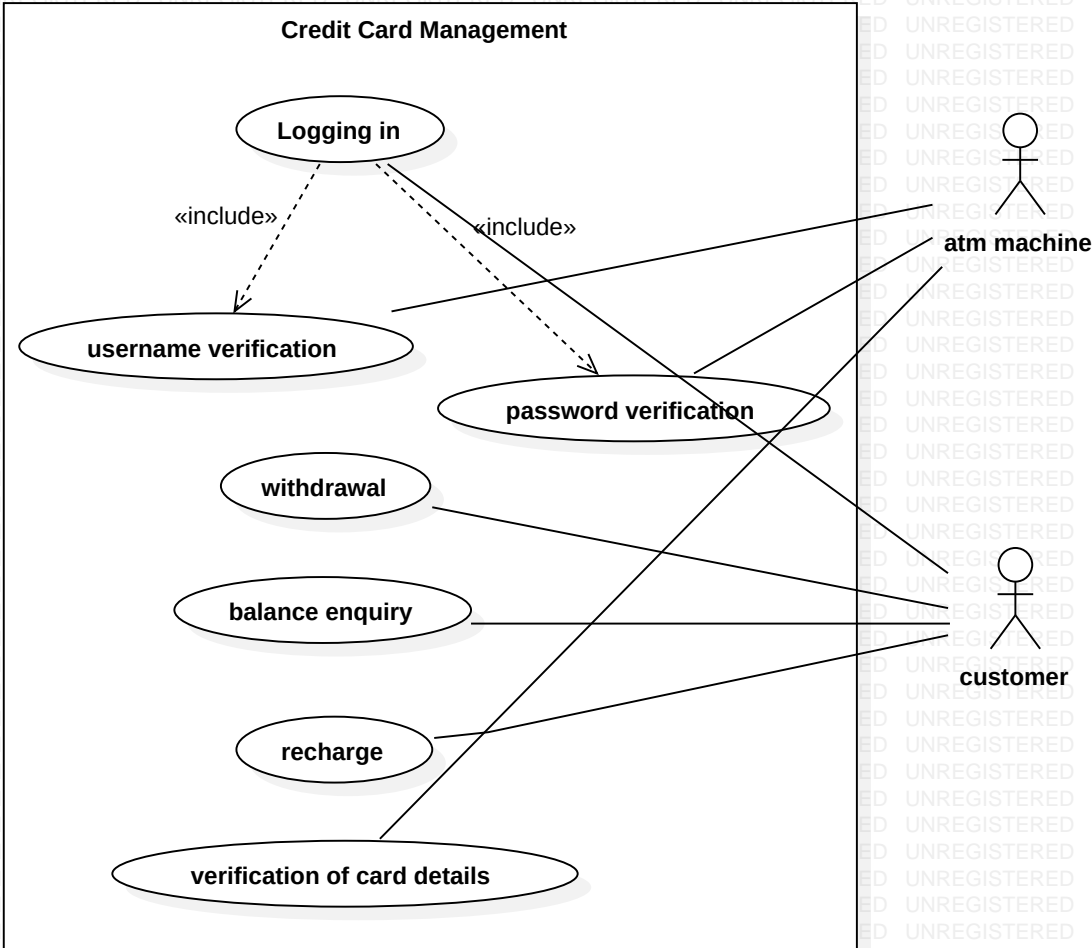 Credit Card Management
Logging in
«include»
«include»
username verification
password verification
withdrawal
balance enquiry
recharge
verification of card details
atm machine
customer
UNREGISTERED